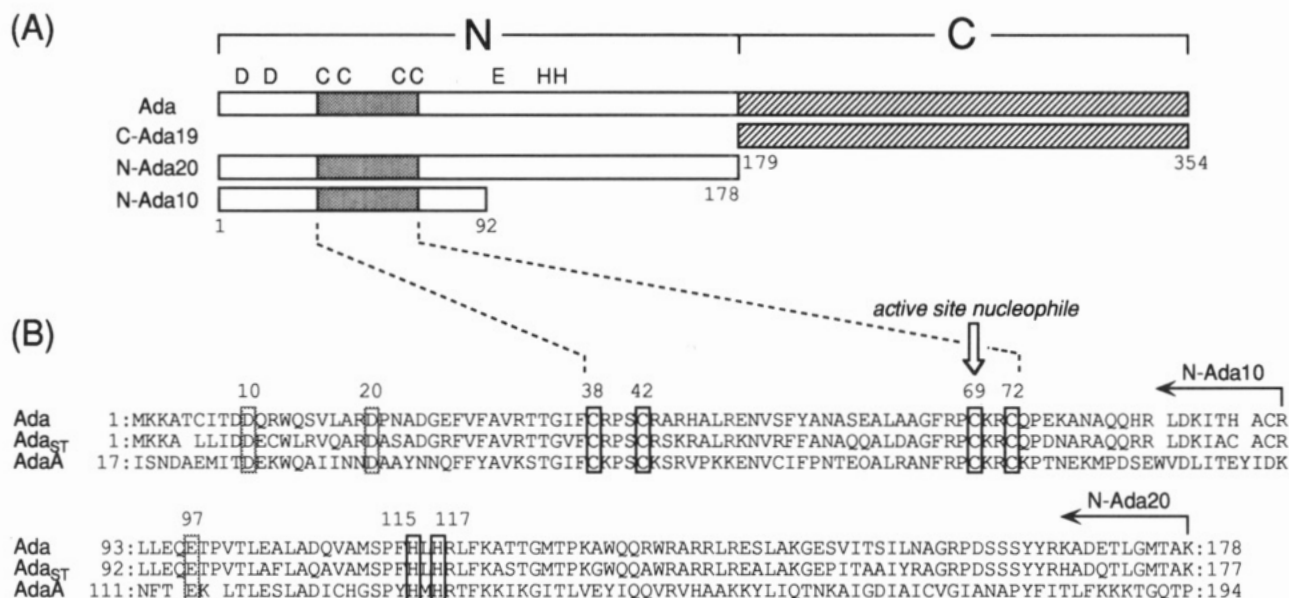 (A)
N C
D D C C C C E H H
Ada
C-Ada19
179 354
N-Ada20
178
N-Ada10
1 92
active site nucleophile
(B)
10 20 38 42 69 72 N-Ada10
Ada 1:MKKATCITDDQRWQSVLARDPNADGEFVFAVRTTGIFCRPSCRARHALRENVSFYANASEALAAGFRPCKRCQPEKANAQQHR LDKITH ACR
AdaST 1:MKKA LLIDDECWLRVQARDASADGRFVFAVRTTGVFCRPSCRSKRALRKNVRFFANAQQALDAGFRPCKRCQPDNARAQQRR LDKIAC ACR
AdaA 17:ISNDAEMITDEKWQAIINNDAAYNNQFFYAVKSTGIFCKPSCKSRVPKKENVCIFPNTEQALRANFRPCKRCKPTNEKMPDSEWVDLITEYIDK
97 115 117 N-Ada20
Ada 93:LLEQETPVTLEALADQVAMSPFHLHRLFKATTGMTPKAWQQRWRARRLRESLAKGESVITSILNAGRPDSSSYYRKADETLGMTAK:178
AdaST 92:LLEQETPVTLAFLAQAVAMSPFHLHRLFKASTGMTPKGWQQAWRARRLREALAKGEPITAAIYRAGRPDSSSYYRHADQTLGMTAK:177
AdaA 111:NFT EK LTLESLADICHGSPYHMHRTFKKIKGITLVEYIQQVRVHAAKKYLIQTNKAIGDIAICVGIANAPYFITLFKKKTGQTP:194